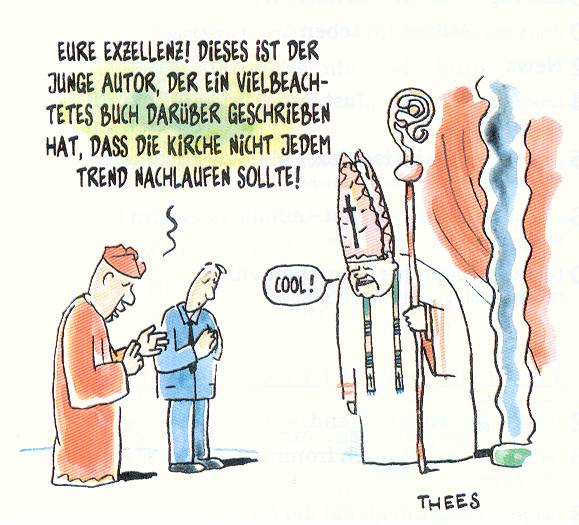 EURE EXZELLENZ! DIESES IST DER
JUNGE AUTOR, DER EIN VIELBEACH-
TETES BUCH DARÜBER GESCHRIEBEN
HAT, DASS DIE KIRCHE NICHT JEDEM
TREND NACHLAUFEN SOLLTE!
COOL!
THEES